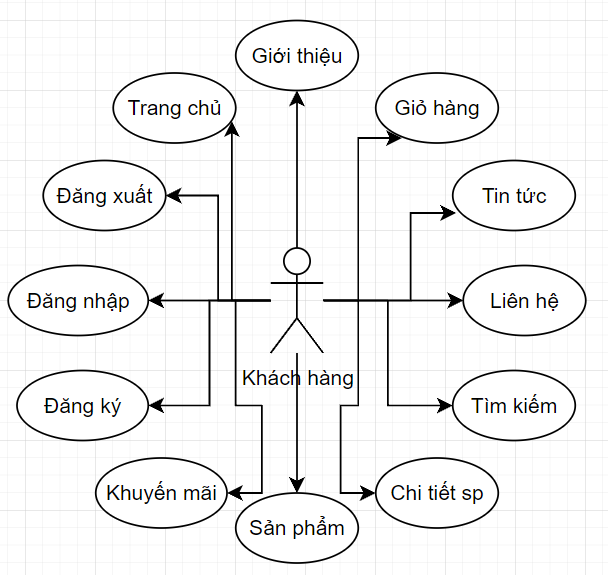 Giới thiệu
Trang chủ
Giỏ hàng
Đăng xuất
Tin tức
Đăng nhập
Liên hệ
Khách hàng
Đăng ký
Tìm kiếm
Khuyến mãi
Chi tiết sp
Sản phẩm